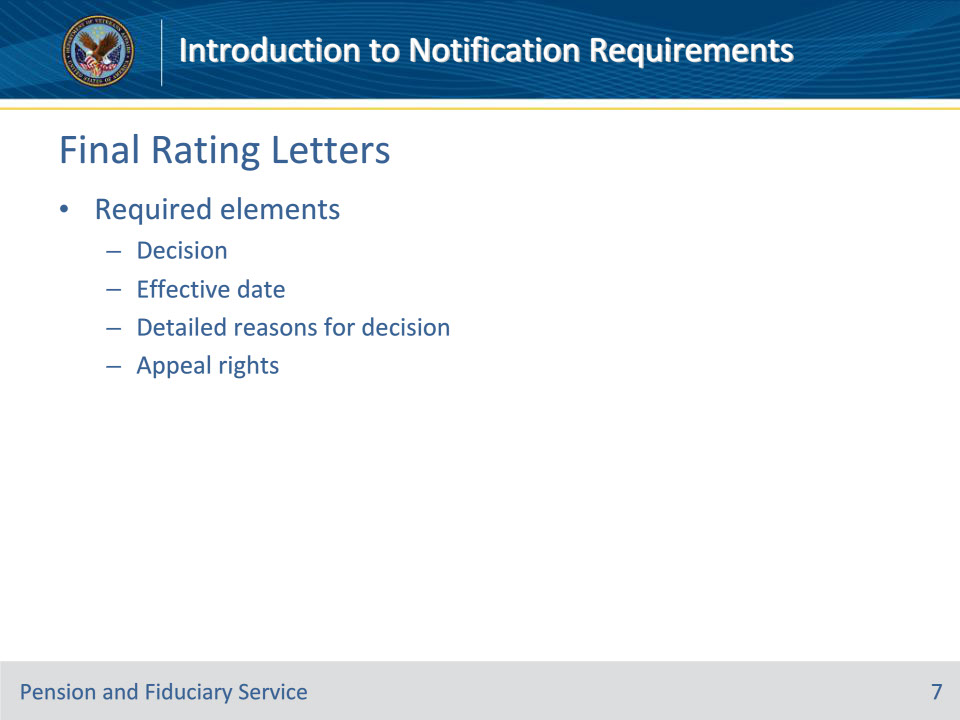 Introduction to Notification Requirements
Final Rating Letters
• Required elements
– Decision
– Effective date
– Detailed reasons for decision
– Appeal rights
Pension and Fiduciary Service 7